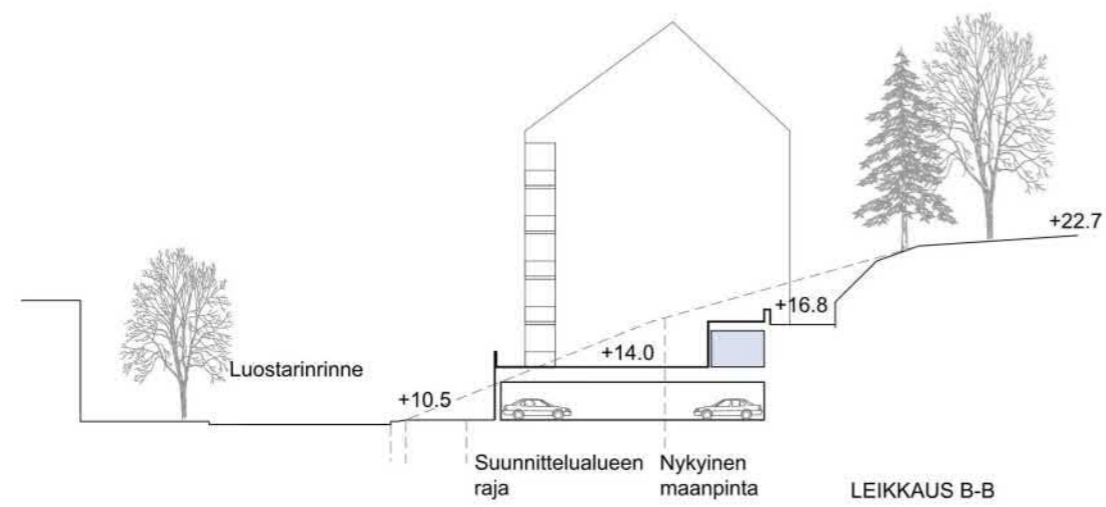 +22.7
+16.8
+14.0
Luostarinrinne
+10.5
Suunnittelualueen
raja
Nykyinen
maanpinta
LEIKKAUS B-B